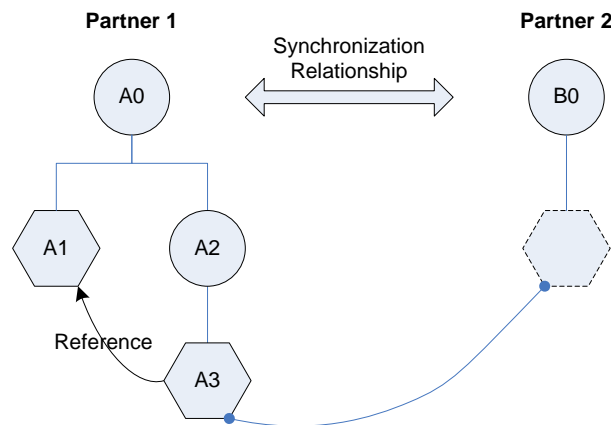 Partner 1
Partner 2
Synchronization
Relationship
A0
B0
A1
A2
Reference
A3